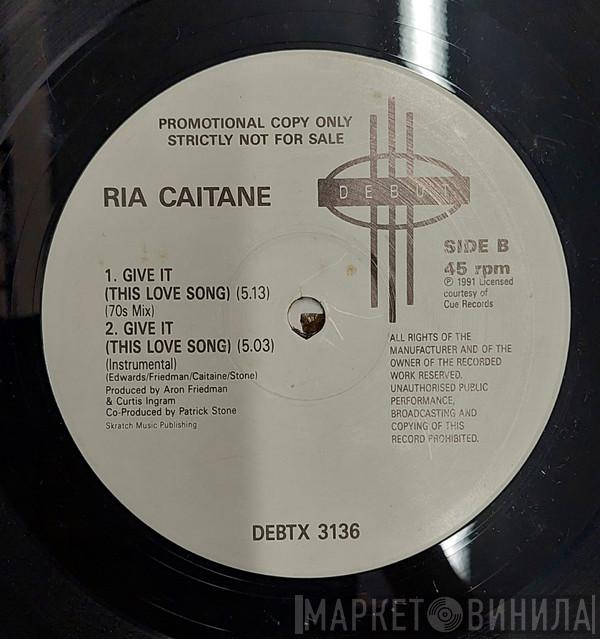 PROMOTIONAL COPY ONLY
STRICTLY NOT FOR SALE
DEBUT
RIA CAITANE
SIDE B
45 rpm
℗ 1991 Licensed
courtesy of
Cue Records
1. GIVE IT
(THIS LOVE SONG) (5.13)
(70s Mix)
2. GIVE IT
(THIS LOVE SONG) (5.03)
(Instrumental)
(Edwards/Friedman/Caitaine/Stone)
Produced by Aron Friedman
& Curtis Ingram
Co-Produced by Patrick Stone
Skratch Music Publishing
ALL RIGHTS OF THE
MANUFACTURER AND OF THE
OWNER OF THE RECORDED
WORK RESERVED.
UNAUTHORISED PUBLIC
PERFORMANCE,
BROADCASTING AND
COPYING OF THIS
RECORD PROHIBITED.
DEBTX 3136
МАРКЕТ ВИНИЛА